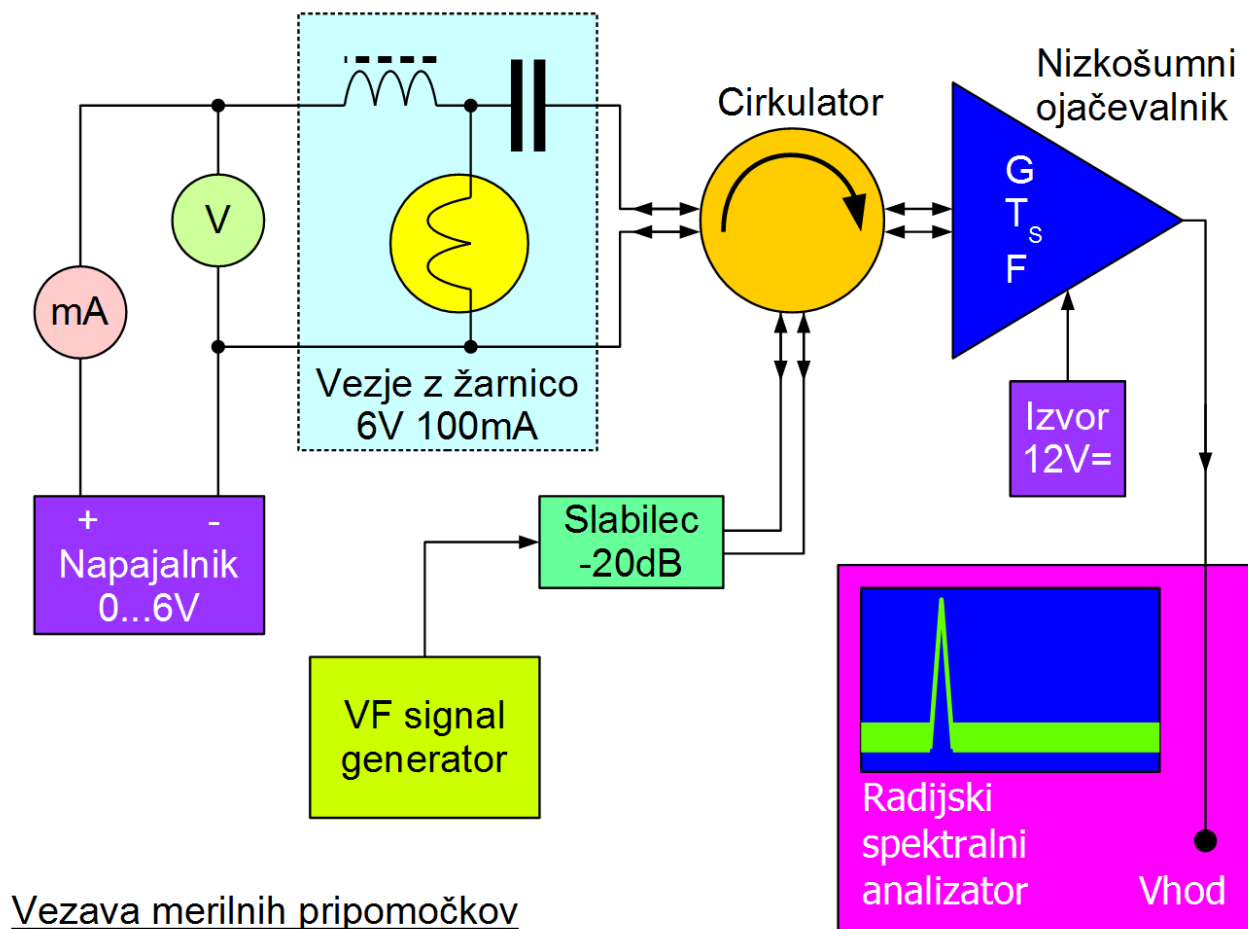 Nizkošumni
ojačevalnik
Cirkulator
G
T_S
F
V
mA
Vezje z žarnico
6V 100mA
Izvor
12V=
+ -
Napajalnik
0...6V
Slabilec
-20dB
VF signal
generator
Radijski
spektralni
analizator
Vhod
Vezava merilnih pripomočkov